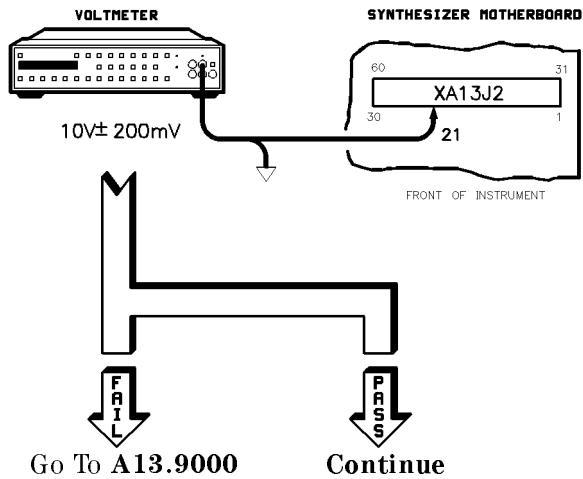 VOLTMETER
SYNTHESIZER MOTHERBOARD
60
31
XA13J2
30
1
10V± 200mV
21
FRONT OF INSTRUMENT
FAIL
PASS
Go To A13.9000
Continue